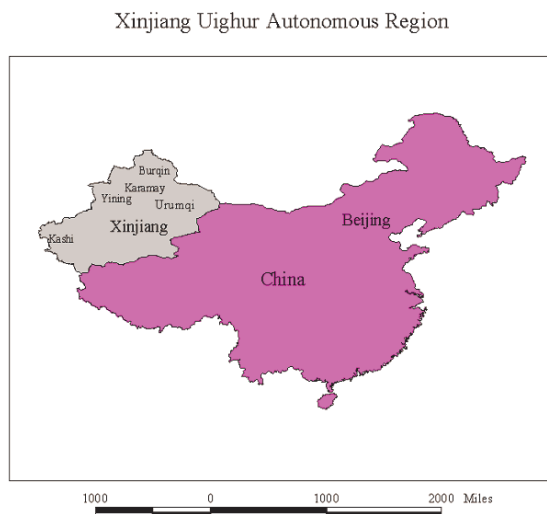 Xinjiang Uighur Autonomous Region
Burqin
Karamay
Yining
Urumqi
Xinjiang
Kashi
Beijing
China
1000 0 1000 2000 Miles